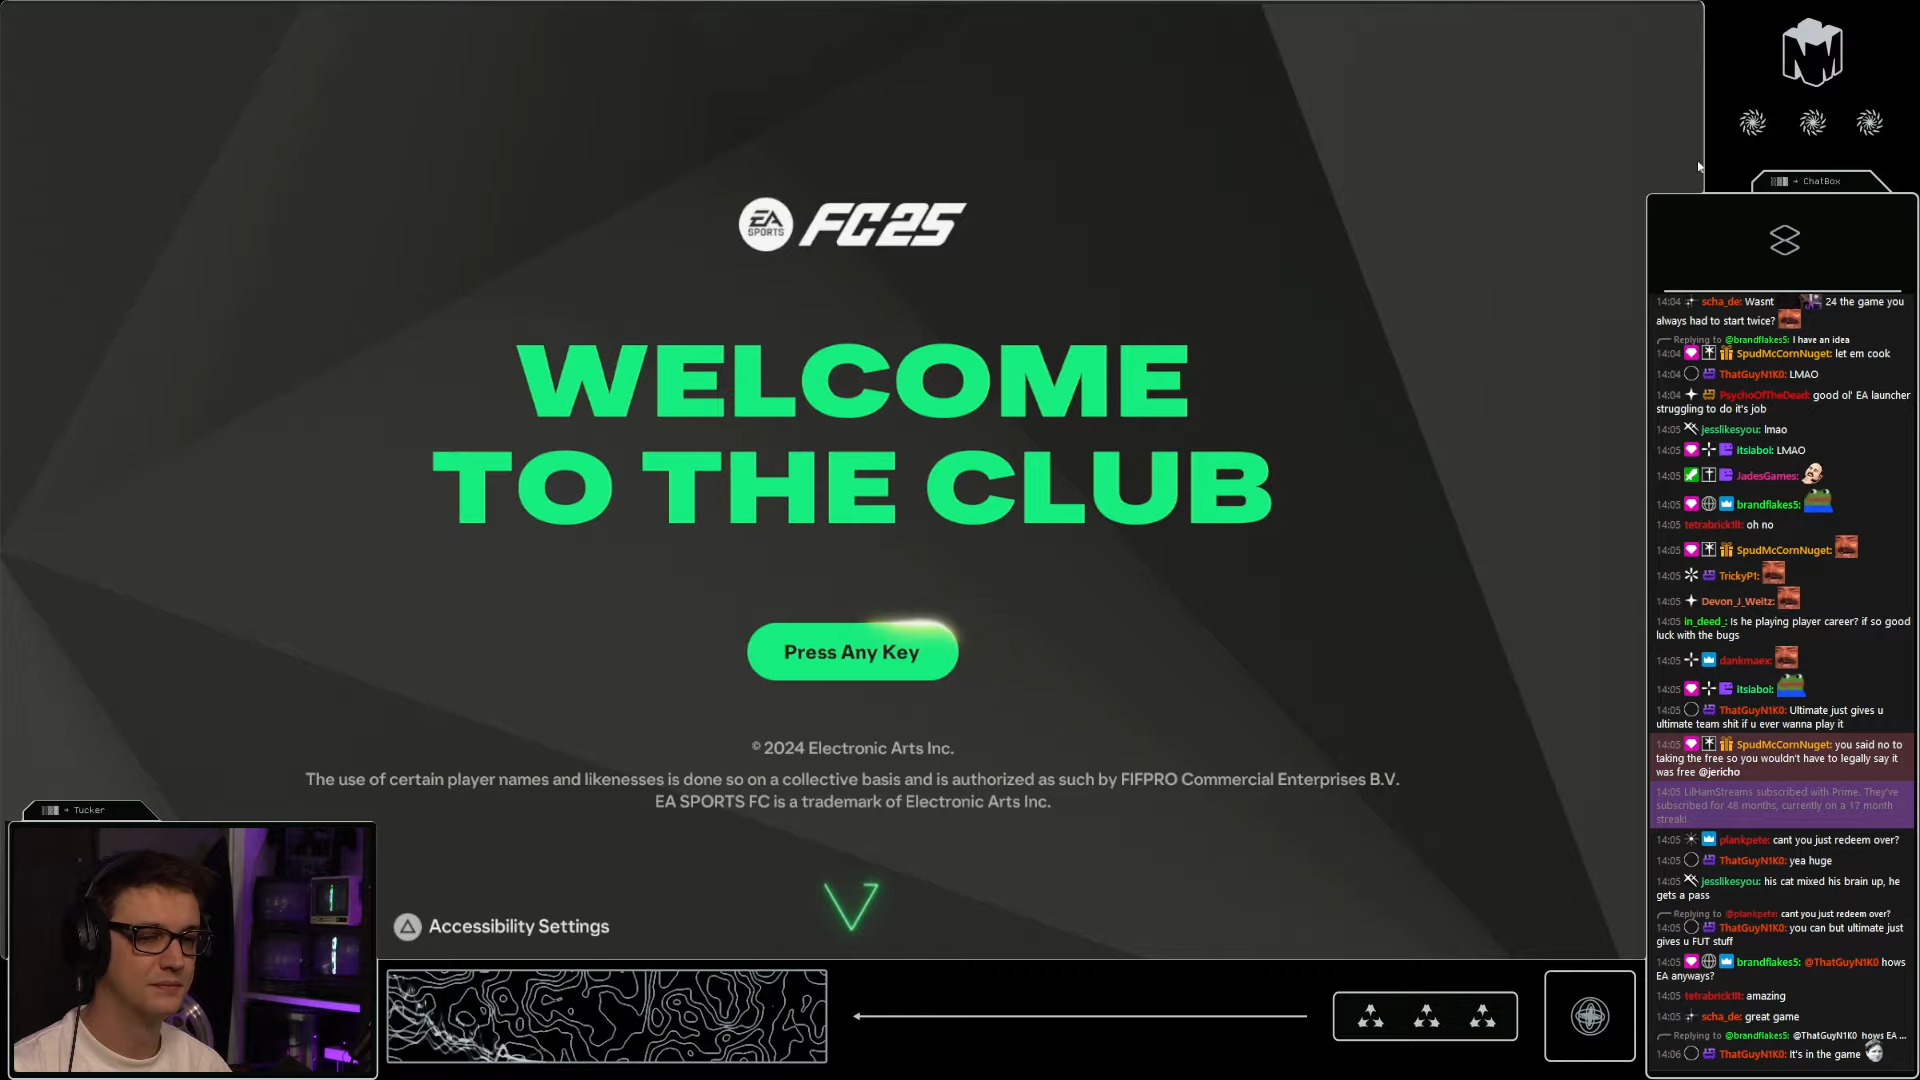 EA SPORTS FC 25
WELCOME
TO THE CLUB
Press Any Key
© 2024 Electronic Arts Inc.
The use of certain player names and likenesses is done so on a collective basis and is authorized as such by FIFPRO Commercial Enterprises B.V.
EA SPORTS FC is a trademark of Electronic Arts Inc.
Accessibility Settings
→ Tucker
→ ChatBox
14:04 scha_de: Wasnt 24 the game you
always had to start twice?
Replying to @brandflakes5: I have an idea
14:04 SpudMcCornNuget: let em cook
14:04 ThatGuyN1K0: LMAO
14:04 PsychoOfTheDead: good ol' EA launcher
struggling to do it's job
14:05 jesslikesyou: lmao
14:05 itsiaboi: LMAO
14:05 JadesGames:
14:05 brandflakes5:
14:05 tetrabrick1lt: oh no
14:05 SpudMcCornNuget:
14:05 TrickyP1:
14:05 Devon_J_Weitz:
14:05 in_deed_: Is he playing player career? if so good
luck with the bugs
14:05 dankmaex:
14:05 itsiaboi:
14:05 ThatGuyN1K0: Ultimate just gives u
ultimate team shit if u ever wanna play it
14:05 SpudMcCornNuget: you said no to
taking the free so you wouldn't have to legally say it
was free @jericho
14:05 LilHamStreams subscribed with Prime. They've
subscribed for 48 months, currently on a 17 month
streak!
14:05 plankpete: cant you just redeem over?
14:05 ThatGuyN1K0: yea huge
14:05 jesslikesyou: his cat mixed his brain up, he
gets a pass
Replying to @plankpete: cant you just redeem over?
14:05 ThatGuyN1K0: you can but ultimate just
gives u FUT stuff
14:05 brandflakes5: @ThatGuyN1K0 hows
EA anyways?
14:05 tetrabrick1lt: amazing
14:05 scha_de: great game
Replying to @brandflakes5: @ThatGuyN1K0 hows EA ...
14:06 ThatGuyN1K0: It's in the game